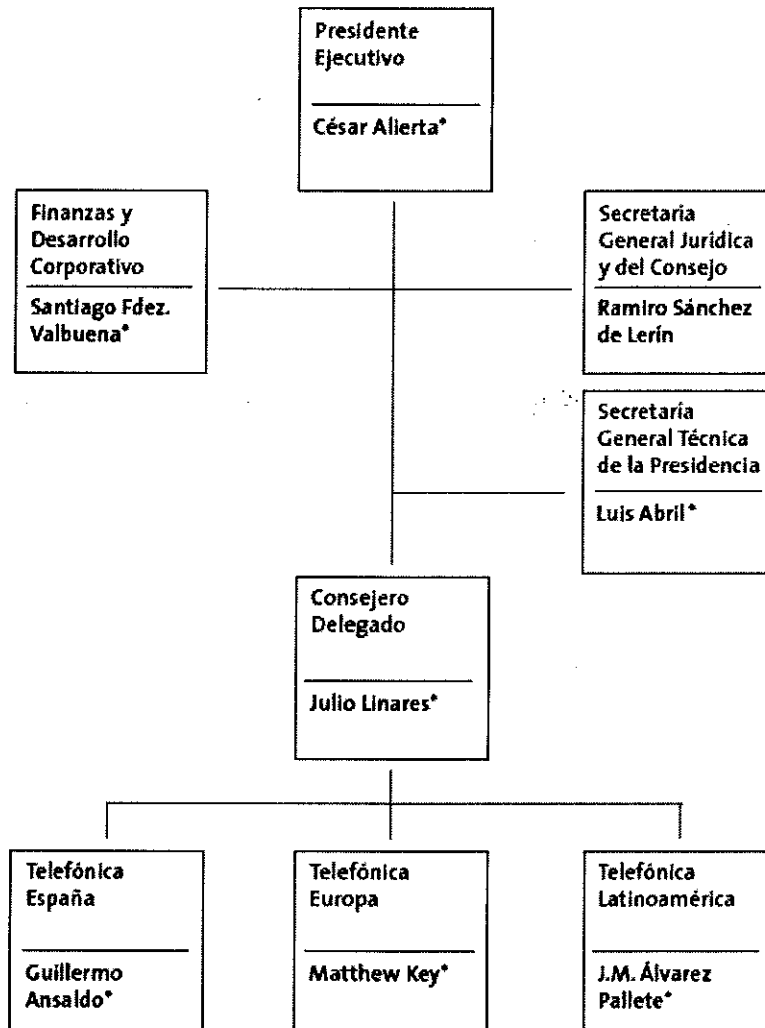 Presidente
Ejecutivo
César Alierta*
Finanzas y
Desarrollo
Corporativo
Santiago Fdez.
Valbuena*
Secretaria
General Jurídica
y del Consejo
Ramiro Sánchez
de Lerín
Secretaría
General Técnica
de la Presidencia
Luis Abril*
Consejero
Delegado
Julio Linares*
Telefónica
España
Guillermo
Ansaldo*
Telefónica
Europa
Matthew Key*
Telefónica
Latinoamérica
J.M. Álvarez
Pallete*